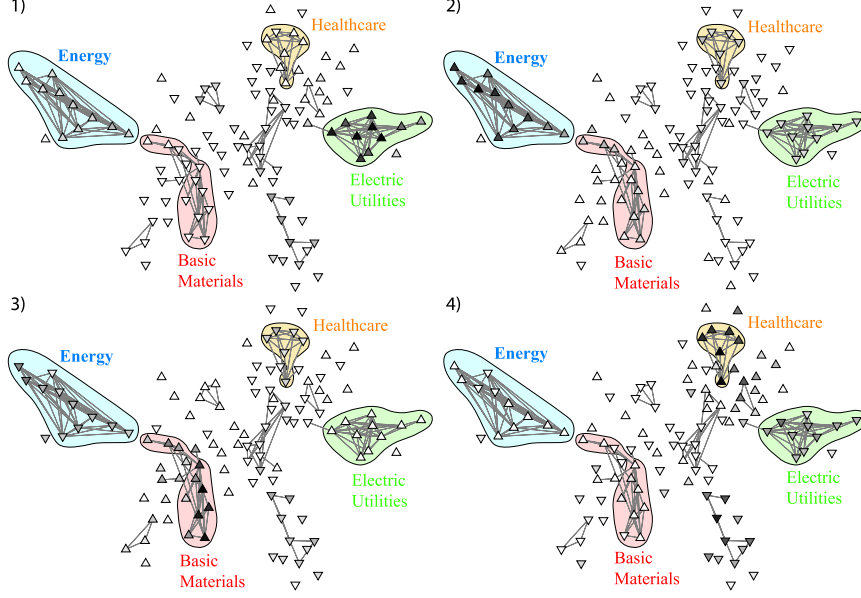 1)
Healthcare
Energy
Electric
Utilities
Basic
Materials
2)
Healthcare
Energy
Electric
Utilities
Basic
Materials
3)
Healthcare
Energy
Electric
Utilities
Basic
Materials
4)
Healthcare
Energy
Electric
Utilities
Basic
Materials